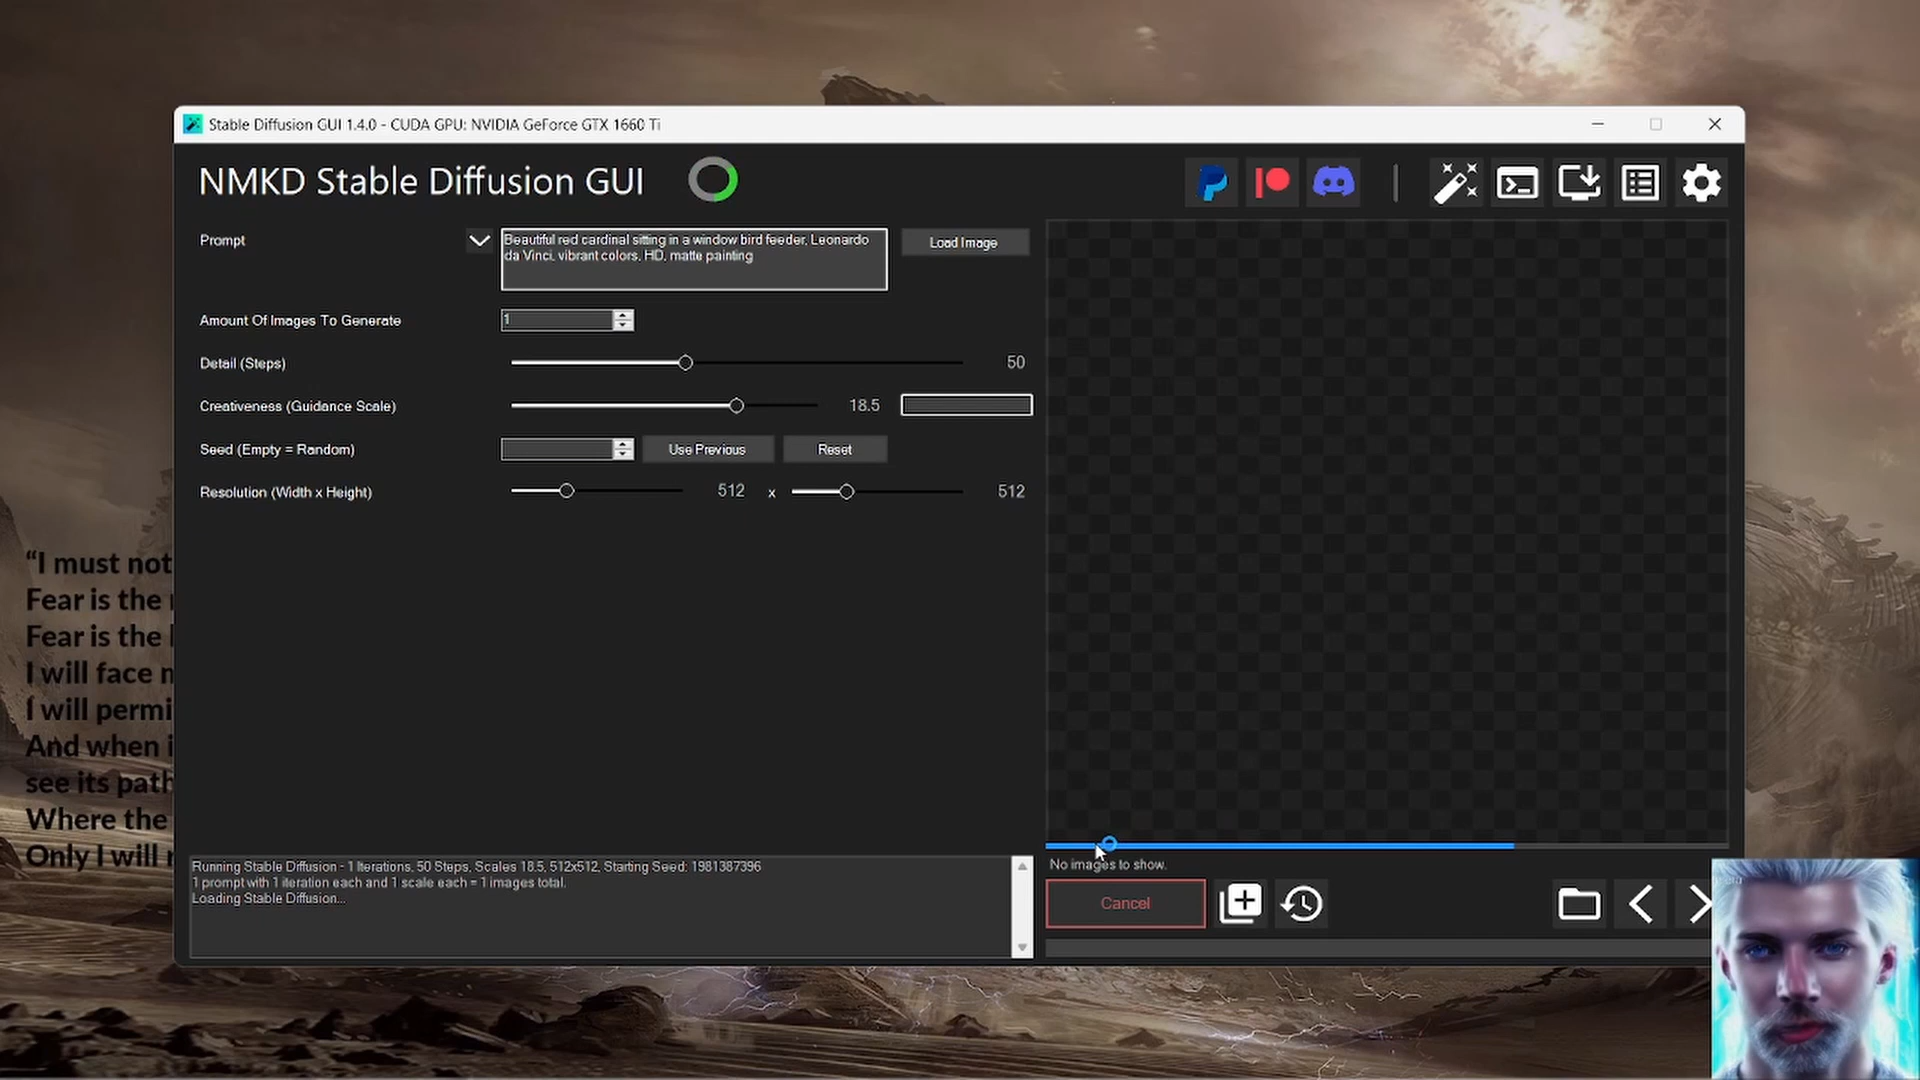 Stable Diffusion GUI 1.4.0 - CUDA GPU: NVIDIA GeForce GTX 1660 Ti
NMKD Stable Diffusion GUI
Prompt
Beautiful red cardinal sitting in a window bird feeder, Leonardo
da Vinci, vibrant colors, HD, matte painting
Load Image
Amount Of Images To Generate
1
Detail (Steps)
50
Creativeness (Guidance Scale)
18.5
Seed (Empty = Random)
Use Previous
Reset
Resolution (Width x Height)
512
x
512
“I must not
Fear is the
Fear is the
I will face
I will permi
And when i
see its path
Where the
Only I will
Running Stable Diffusion - 1 Iterations, 50 Steps, Scales 18.5, 512x512, Starting Seed: 1981387396
1 prompt with 1 iteration each and 1 scale each = 1 images total.
Loading Stable Diffusion...
No images to show.
Cancel